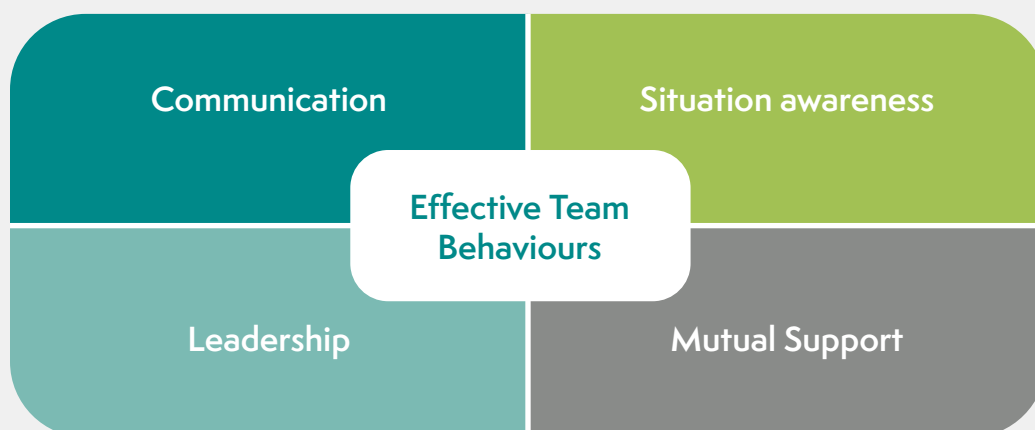 Communication
Situation awareness
Effective Team
Behaviours
Leadership
Mutual Support